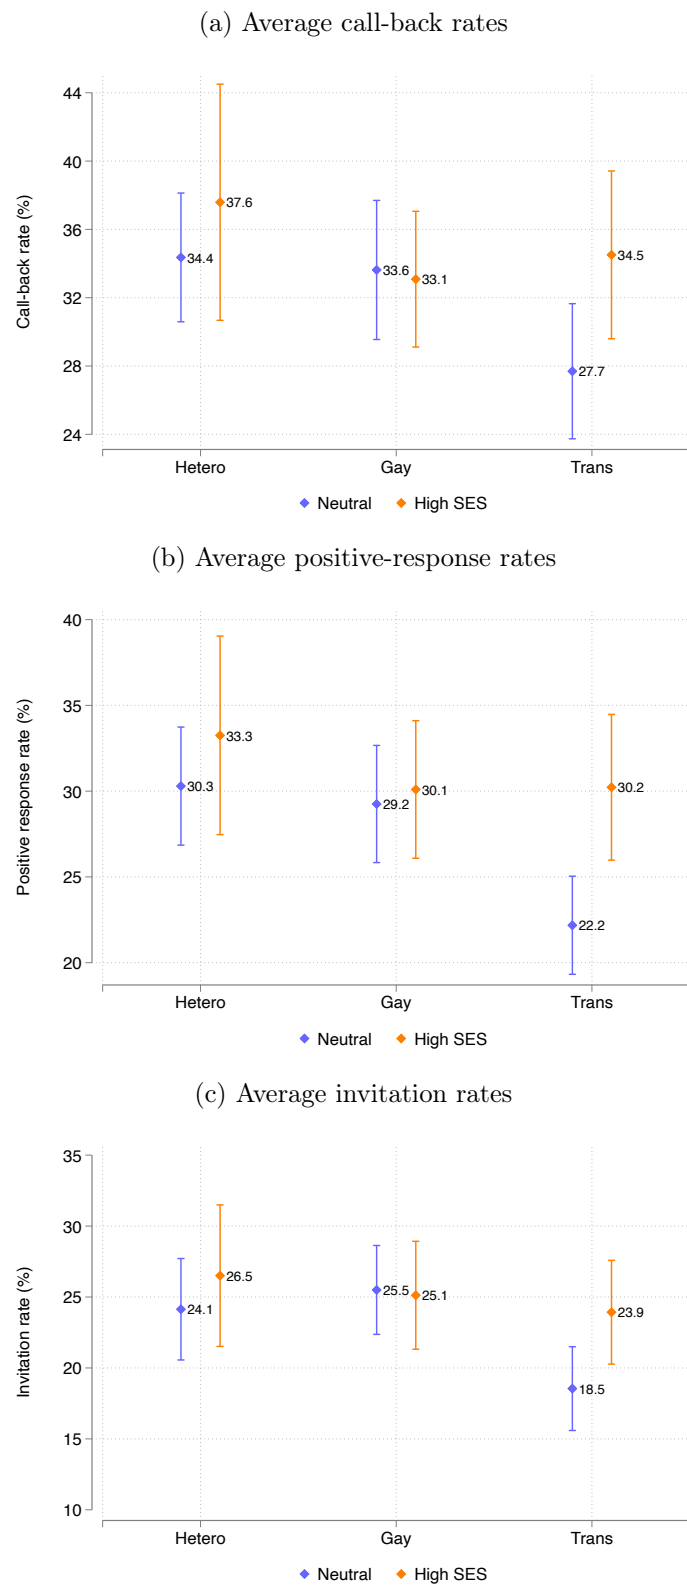 (a) Average call-back rates
44
40
36
32
28
24
Call-back rate (%)
34.4
37.6
33.6
33.1
27.7
34.5
Hetero Gay Trans
Neutral High SES
(b) Average positive-response rates
40
35
30
25
20
Positive response rate (%)
30.3
33.3
29.2
30.1
22.2
30.2
Hetero Gay Trans
Neutral High SES
(c) Average invitation rates
35
30
25
20
15
10
Invitation rate (%)
24.1
26.5
25.5
25.1
18.5
23.9
Hetero Gay Trans
Neutral High SES